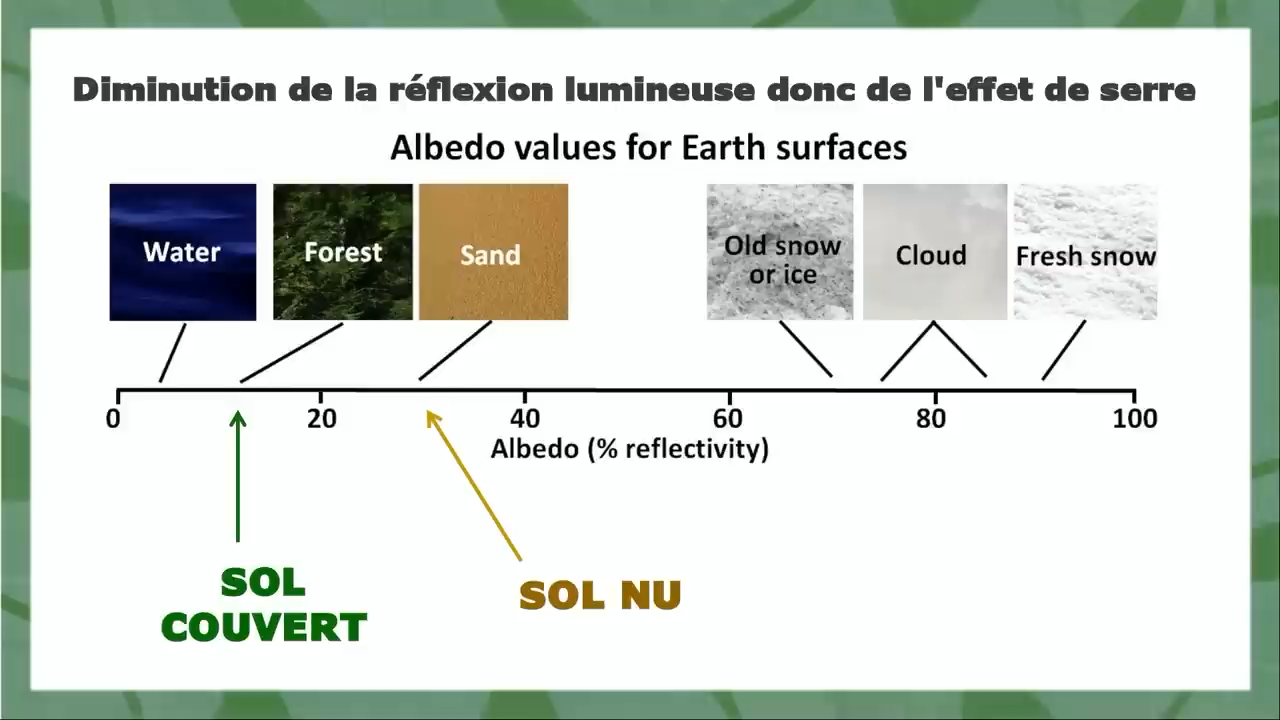 Diminution de la réflexion lumineuse donc de l'effet de serre
Albedo values for Earth surfaces
Water
Forest
Sand
Old snow
or ice
Cloud
Fresh snow
0
20
40
60
80
100
Albedo (% reflectivity)
SOL
COUVERT
SOL NU